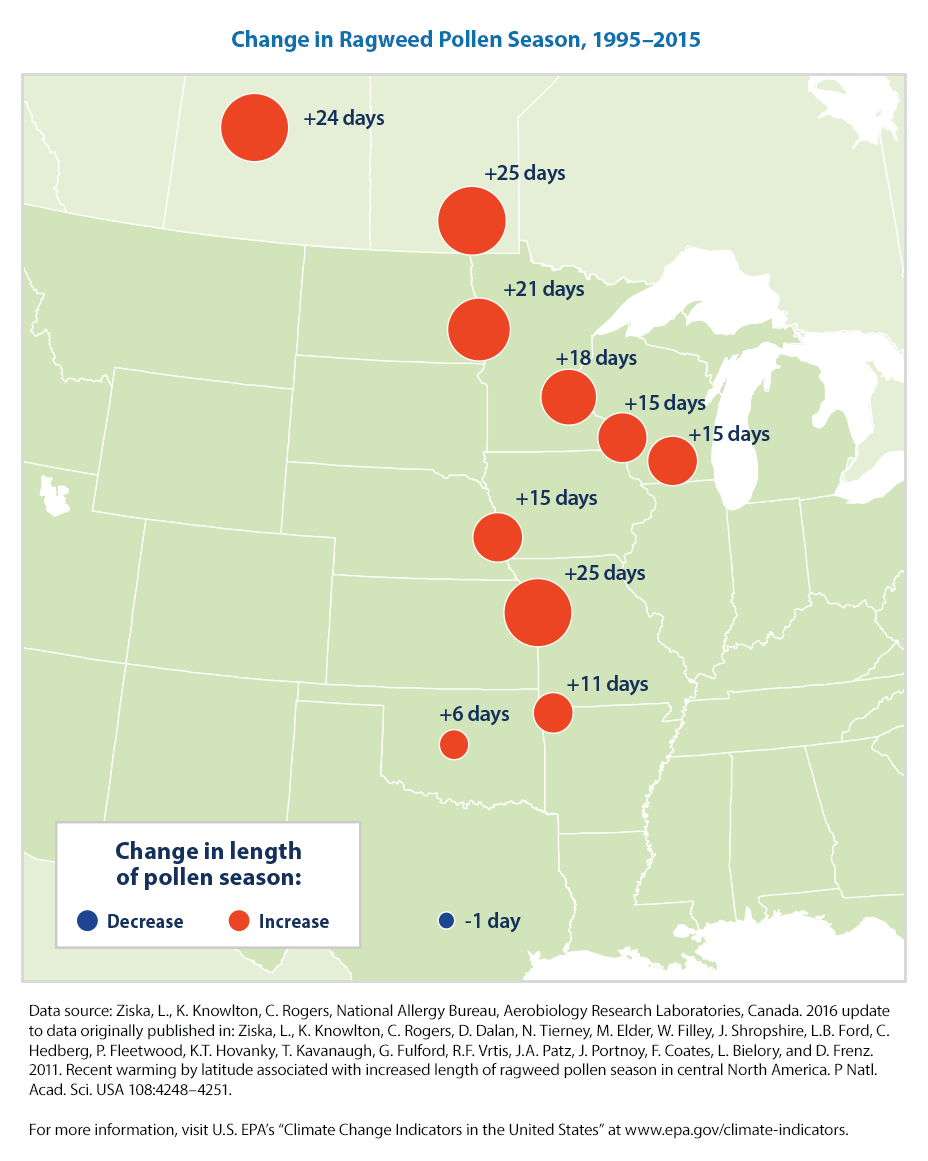 Change in Ragweed Pollen Season, 1995–2015
+24 days
+25 days
+21 days
+18 days
+15 days
+15 days
+15 days
+25 days
+11 days
+6 days
Change in length
of pollen season:
Decrease
Increase
-1 day
Data source: Ziska, L., K. Knowlton, C. Rogers, National Allergy Bureau, Aerobiology Research Laboratories, Canada. 2016 update
to data originally published in: Ziska, L., K. Knowlton, C. Rogers, D. Dalan, N. Tierney, M. Elder, W. Filley, J. Shropshire, L.B. Ford, C.
Hedberg, P. Fleetwood, K.T. Hovanky, T. Kavanaugh, G. Fulford, R.F. Vrtis, J.A. Patz, J. Portnoy, F. Coates, L. Bielory, and D. Frenz.
2011. Recent warming by latitude associated with increased length of ragweed pollen season in central North America. P Natl.
Acad. Sci. USA 108:4248–4251.
For more information, visit U.S. EPA's “Climate Change Indicators in the United States” at www.epa.gov/climate-indicators.